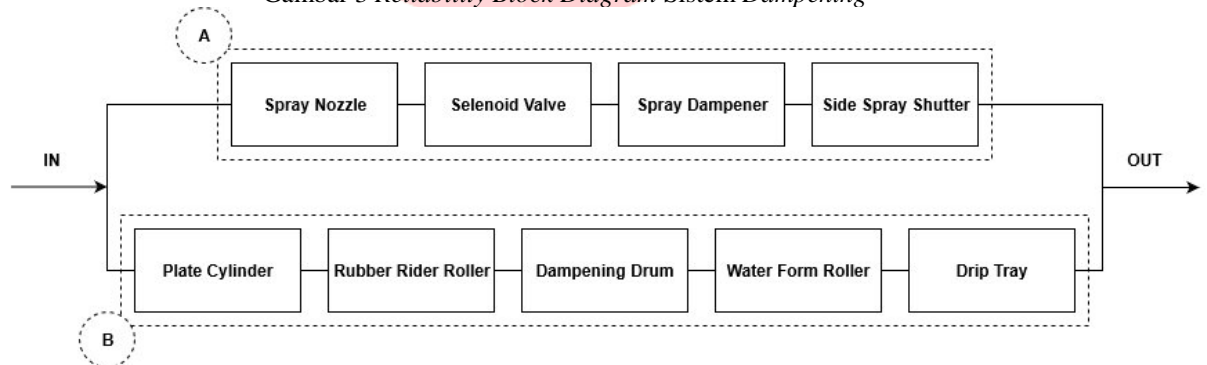 Gambar 3 Reliability Block Diagram Sistem Dampening
A
Spray Nozzle
Selenoid Valve
Spray Dampener
Side Spray Shutter
IN
OUT
Plate Cylinder
Rubber Rider Roller
Dampening Drum
Water Form Roller
Drip Tray
B